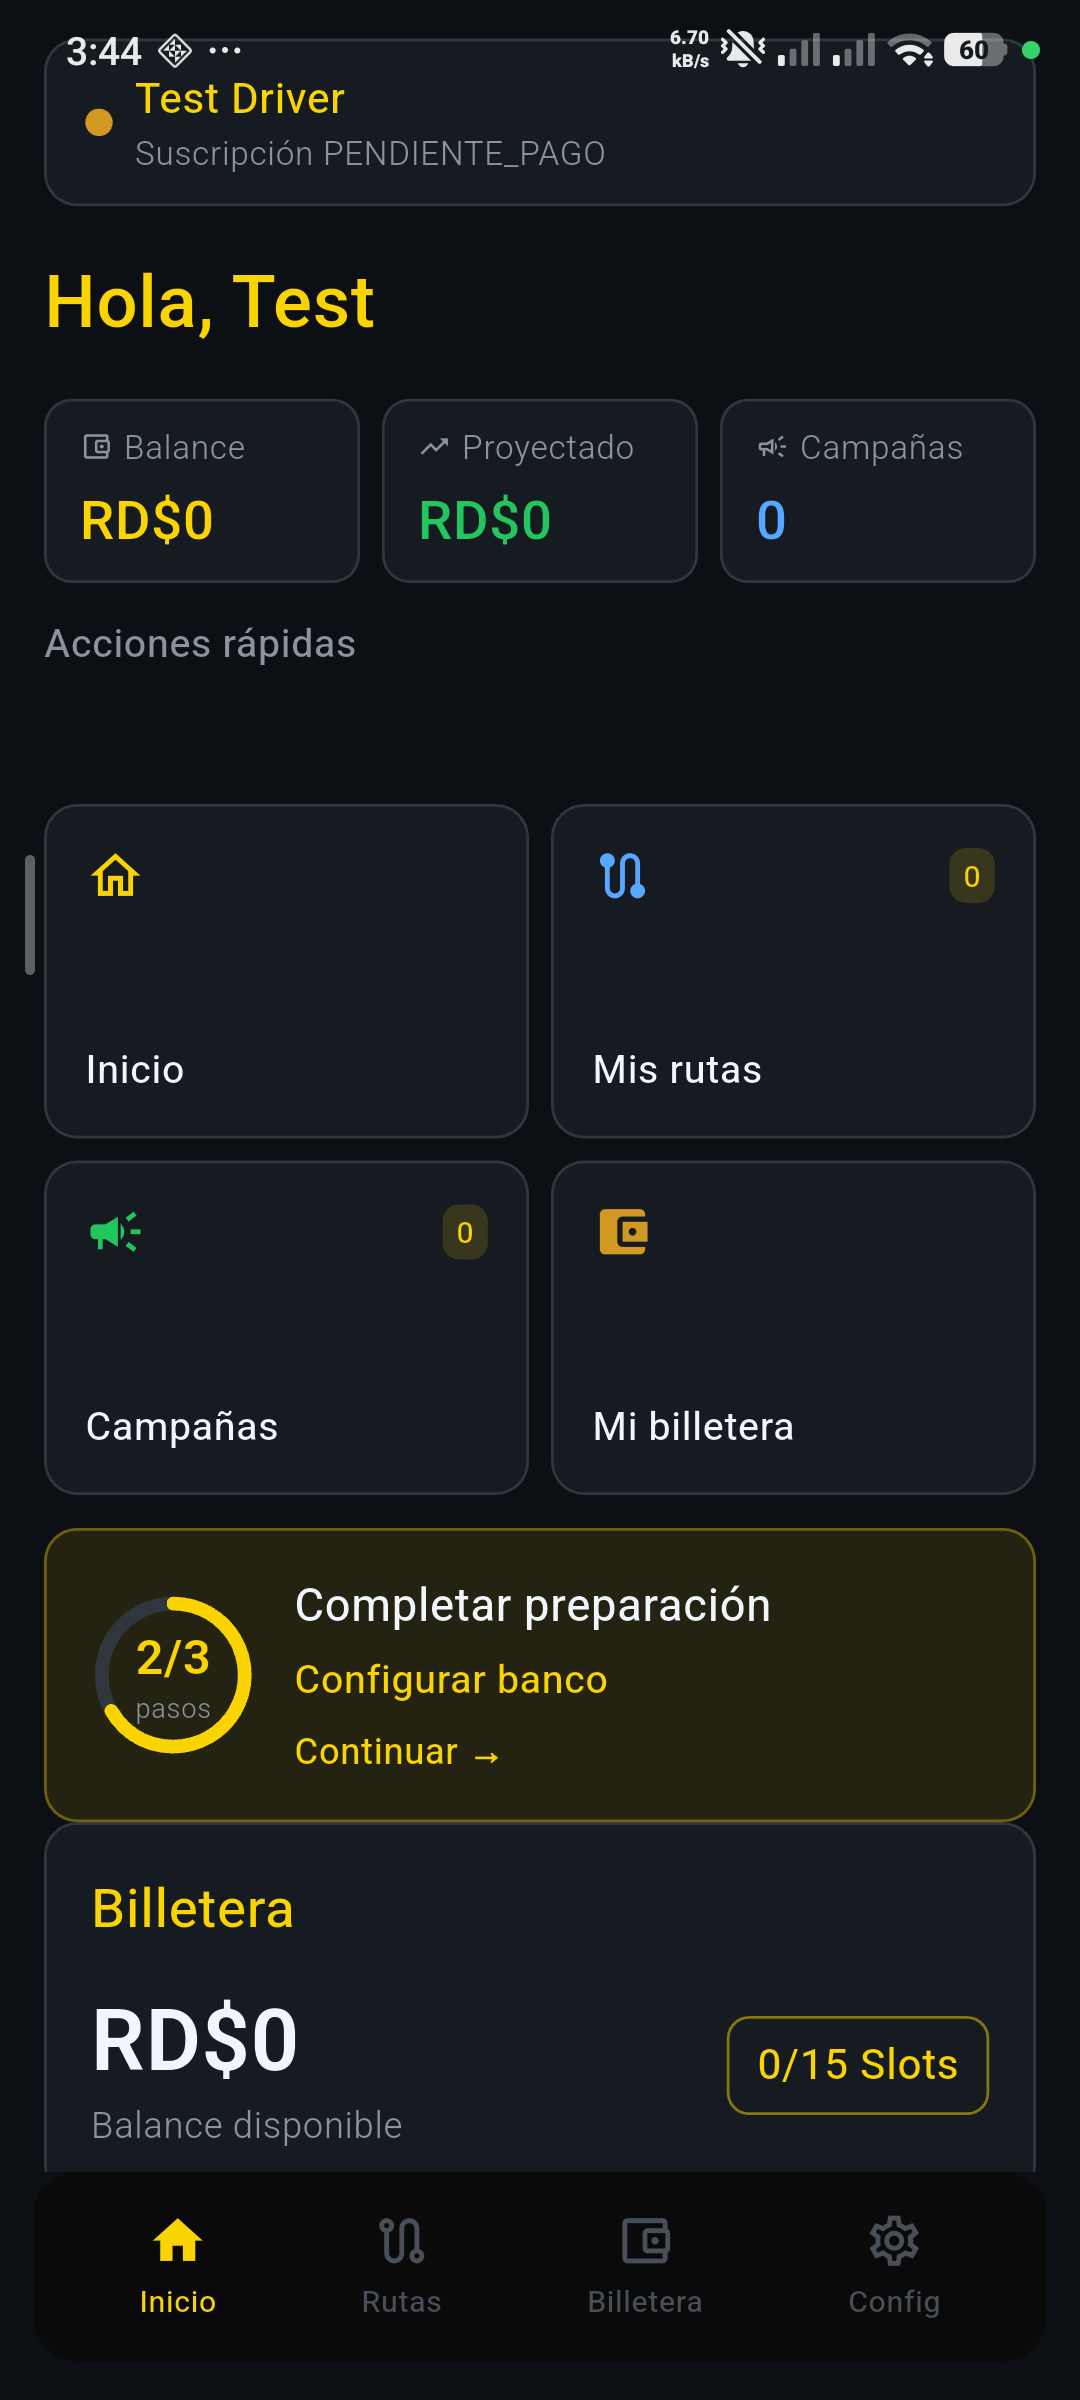 3:44 ... 6.70 kB/s 60
Test Driver
Suscripción PENDIENTE_PAGO
Hola, Test
Balance Proyectado Campañas
RD$0 RD$0 0
Acciones rápidas
0
Inicio Mis rutas
0
Campañas Mi billetera
Completar preparación
2/3
pasos
Configurar banco
Continuar →
Billetera
RD$0
0/15 Slots
Balance disponible
Inicio Rutas Billetera Config